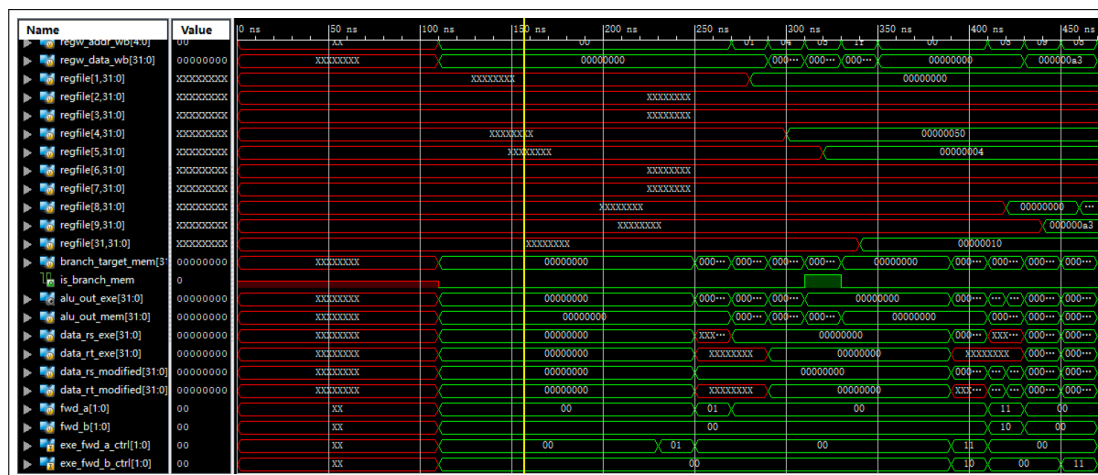 Name Value 0 ns 50 ns 100 ns 150 ns 200 ns 250 ns 300 ns 350 ns 400 ns 450 ns
regw_addr_wb[4:0] 00 XX 00 01 04 05 1f 00 08 09 05
regw_data_wb[31:0] 00000000 XXXXXXXX 00000000 000··· 000··· 000··· 00000000 000000a3
regfile[1,31:0] XXXXXXXX XXXXXXXX 00000000
regfile[2,31:0] XXXXXXXX XXXXXXXX
regfile[3,31:0] XXXXXXXX XXXXXXXX
regfile[4,31:0] XXXXXXXX XXXXXXXX 00000050
regfile[5,31:0] XXXXXXXX XXXXXXXX 00000004
regfile[6,31:0] XXXXXXXX XXXXXXXX
regfile[7,31:0] XXXXXXXX XXXXXXXX
regfile[8,31:0] XXXXXXXX XXXXXXXX 00000000 ···
regfile[9,31:0] XXXXXXXX XXXXXXXX 000000a3
regfile[31,31:0] XXXXXXXX XXXXXXXX 00000010
branch_target_mem[3 00000000 XXXXXXXX 00000000 000··· 000··· 000··· 000··· 00000000 000··· 000··· 000··· 000···
is_branch_mem 0
alu_out_exe[31:0] 00000000 XXXXXXXX 00000000 000··· 000··· 000··· 00000000 000··· ··· ··· 000··· 000···
alu_out_mem[31:0] 00000000 XXXXXXXX 00000000 000··· 000··· 000··· 00000000 000··· 000··· 000···
data_rs_exe[31:0] 00000000 XXXXXXXX 00000000 XXX··· 00000000 000··· XXX··· 000··· 000···
data_rt_exe[31:0] 00000000 XXXXXXXX 00000000 XXXXXXXX 00000000 XXXXXXXX 000··· 000···
data_rs_modified[31:0] 00000000 XXXXXXXX 00000000 00000000 000··· ··· ··· 000··· 000···
data_rt_modified[31:0] 00000000 XXXXXXXX 00000000 XXXXXXXX 00000000 XXX··· ··· ··· 000··· 000···
fwd_a[1:0] 00 XX 00 01 00 11 00
fwd_b[1:0] 00 XX 00 10 00
exe_fwd_a_ctrl[1:0] 00 XX 00 01 00 11 00
exe_fwd_b_ctrl[1:0] 00 XX 00 10 00 11